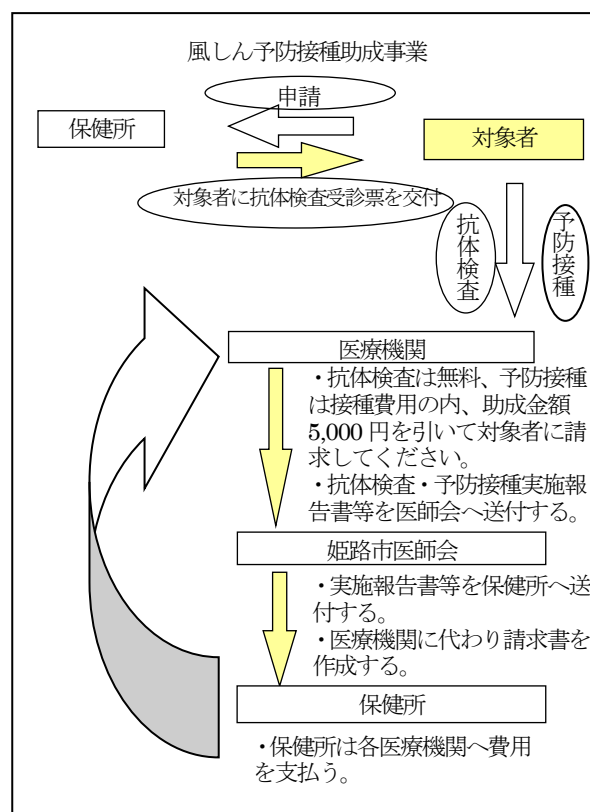 風しん予防接種助成事業
申請
保健所
対象者
対象者に抗体検査受診票を交付
抗体検査
予防接種
医療機関
・抗体検査は無料、予防接種
は接種費用の内、助成金額
5,000 円を引いて対象者に請
求してください。
・抗体検査・予防接種実施報
告書等を医師会へ送付する。
姫路市医師会
・実施報告書等を保健所へ送
付する。
・医療機関に代わり請求書を
作成する。
保健所
・保健所は各医療機関へ費用
を支払う。